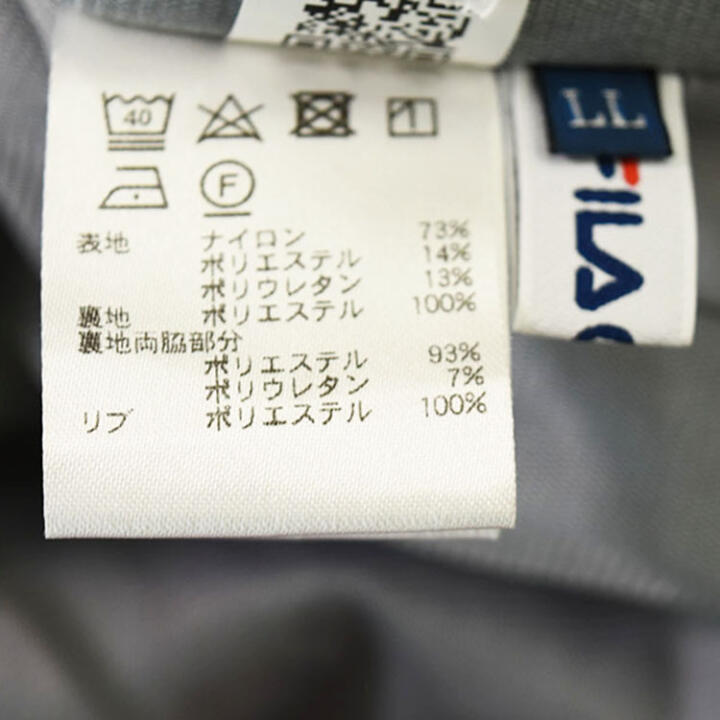 40
F
表地 ナイロン 73%
ポリエステル 14%
ポリウレタン 13%
裏地 ポリエステル 100%
裏地両脇部分
ポリエステル 93%
ポリウレタン 7%
リブ ポリエステル 100%
LL
FILA